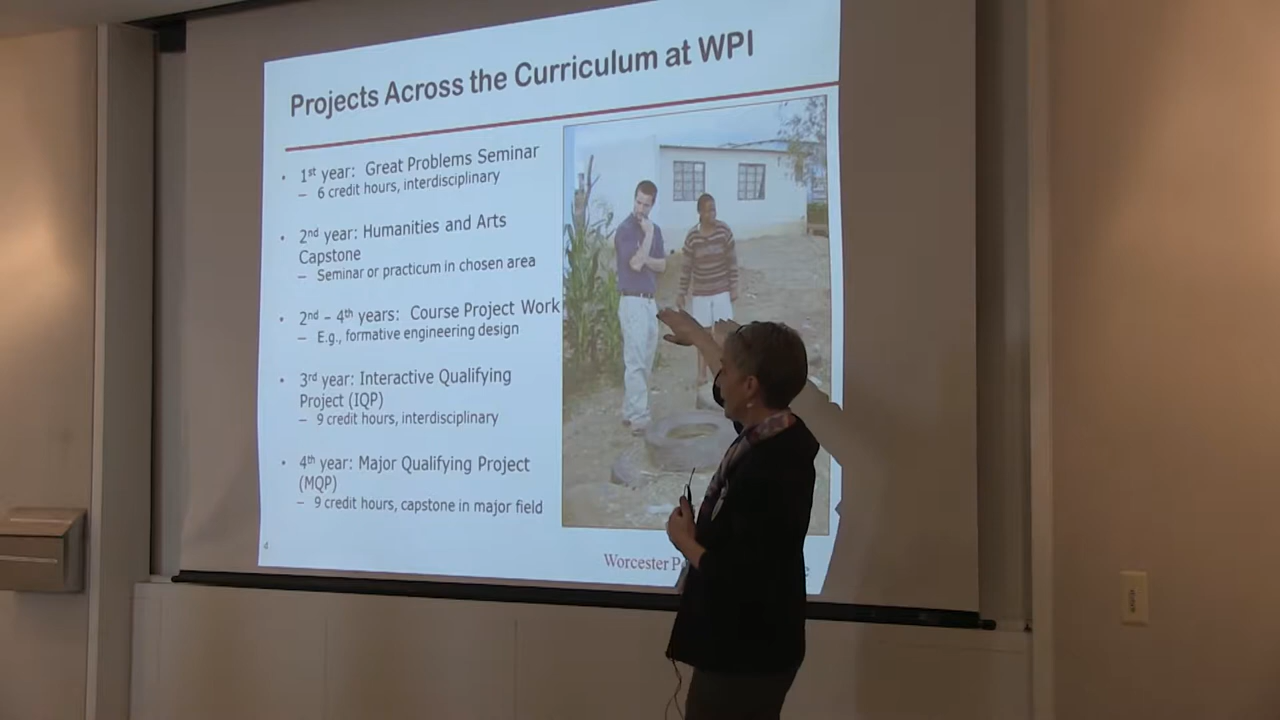 Projects Across the Curriculum at WPI
• 1st year: Great Problems Seminar
– 6 credit hours, interdisciplinary
• 2nd year: Humanities and Arts
Capstone
– Seminar or practicum in chosen area
• 2nd – 4th years: Course Project Work
– E.g., formative engineering design
• 3rd year: Interactive Qualifying
Project (IQP)
– 9 credit hours, interdisciplinary
• 4th year: Major Qualifying Project
(MQP)
– 9 credit hours, capstone in major field
4
Worcester P